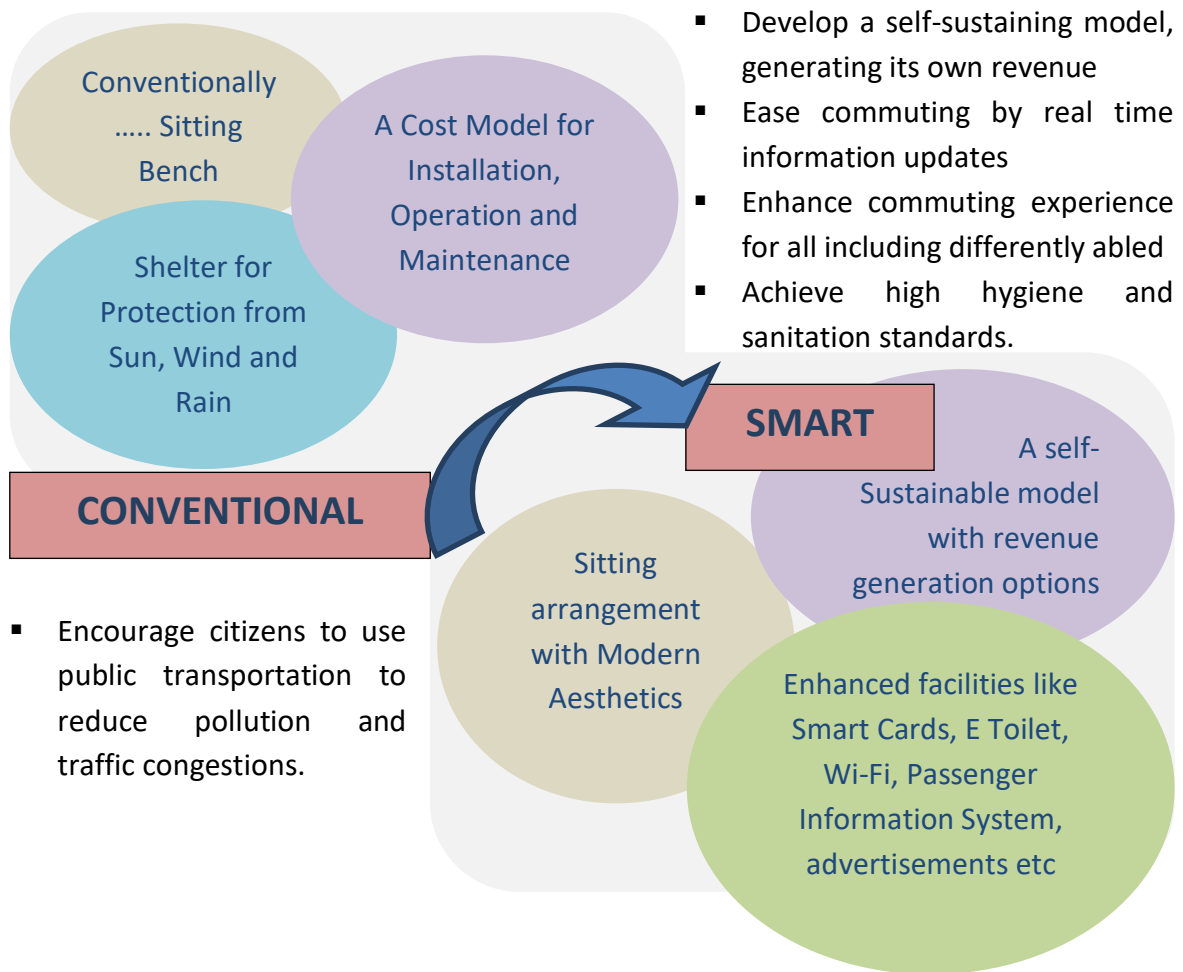 Conventionally
….. Sitting
Bench
A Cost Model for
Installation,
Operation and
Maintenance
Shelter for
Protection from
Sun, Wind and
Rain
CONVENTIONAL
▪ Encourage citizens to use
public transportation to
reduce pollution and
traffic congestions.
▪ Develop a self-sustaining model,
generating its own revenue
▪ Ease commuting by real time
information updates
▪ Enhance commuting experience
for all including differently abled
▪ Achieve high hygiene and
sanitation standards.
SMART
A self-
Sustainable model
with revenue
generation options
Sitting
arrangement
with Modern
Aesthetics
Enhanced facilities like
Smart Cards, E Toilet,
Wi-Fi, Passenger
Information System,
advertisements etc